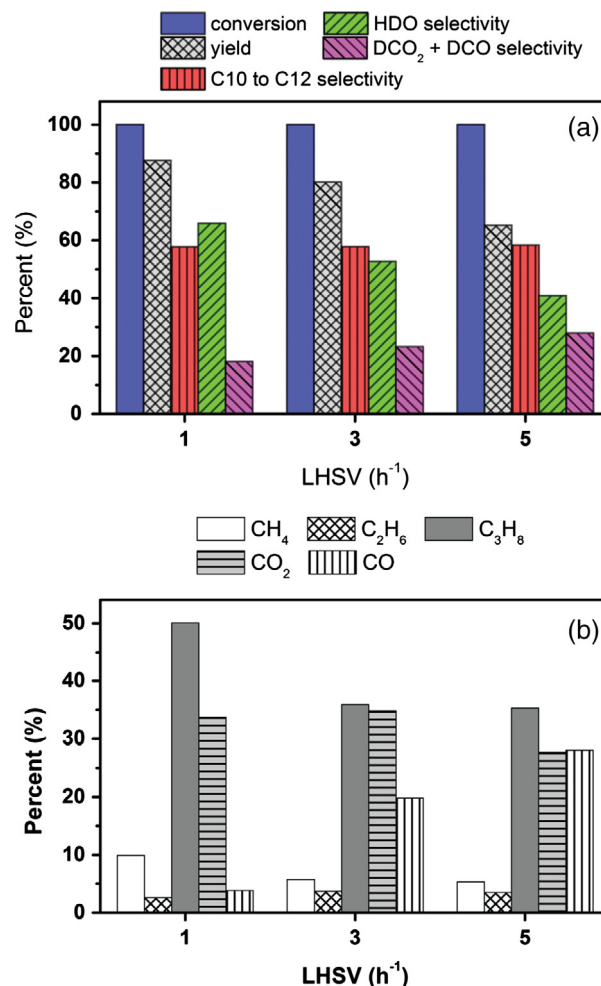 conversion HDO selectivity
yield DCO₂ + DCO selectivity
C10 to C12 selectivity
(a)
100
80
60
40
20
0
Percent (%)
1 3 5
LHSV (h⁻¹)
CH₄ C₂H₆ C₃H₈
CO₂ CO
(b)
50
40
30
20
10
0
Percent (%)
1 3 5
LHSV (h⁻¹)